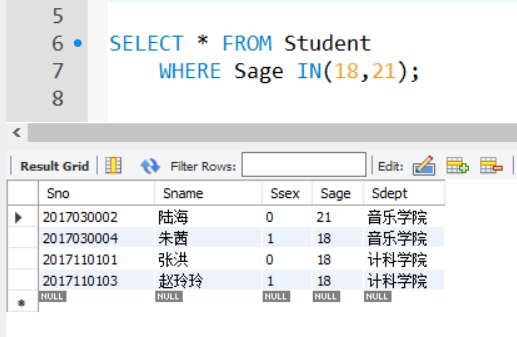 5
6 SELECT * FROM Student
7 WHERE Sage IN(18,21);
8
Result Grid Filter Rows: Edit:
Sno Sname Ssex Sage Sdept
2017030002 陆海 0 21 音乐学院
2017030004 朱茜 1 18 音乐学院
2017110101 张洪 0 18 计科学院
2017110103 赵玲玲 1 18 计科学院
NULL NULL NULL NULL NULL